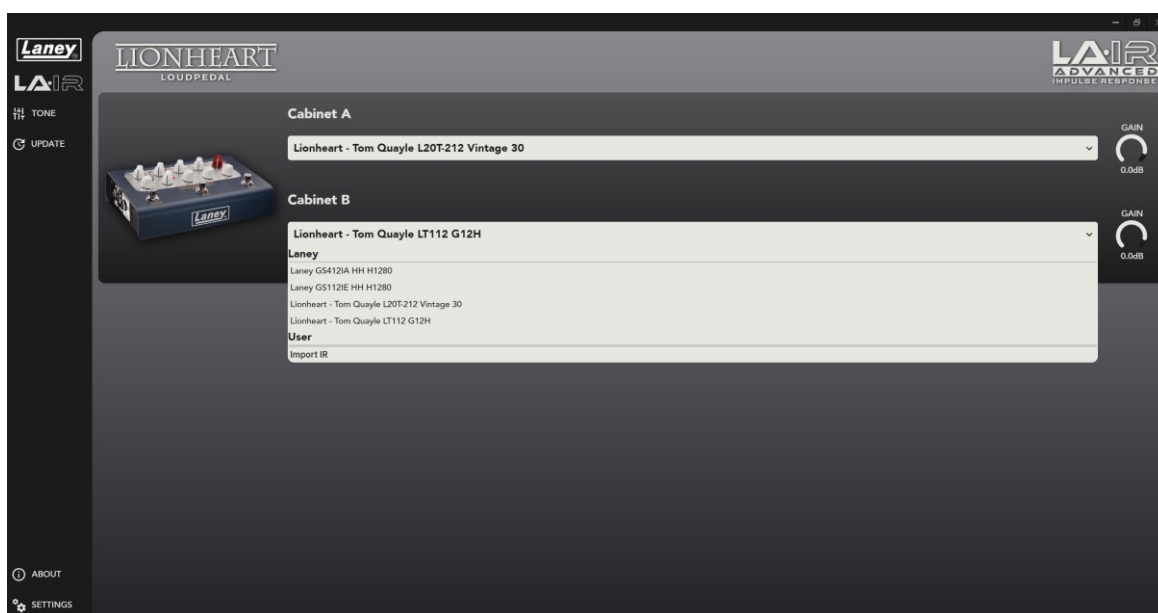 Laney
LA·IR
TONE
UPDATE
ABOUT
SETTINGS
LIONHEART
LOUDPEDAL
LA·IR
ADVANCED
IMPULSE RESPONSE
Laney
Cabinet A
Lionheart - Tom Quayle L20T-212 Vintage 30
GAIN
0.0dB
Cabinet B
Lionheart - Tom Quayle LT112 G12H
GAIN
0.0dB
Laney
Laney GS412IA HH H1280
Laney GS112IE HH H1280
Lionheart - Tom Quayle L20T-212 Vintage 30
Lionheart - Tom Quayle LT112 G12H
User
Import IR